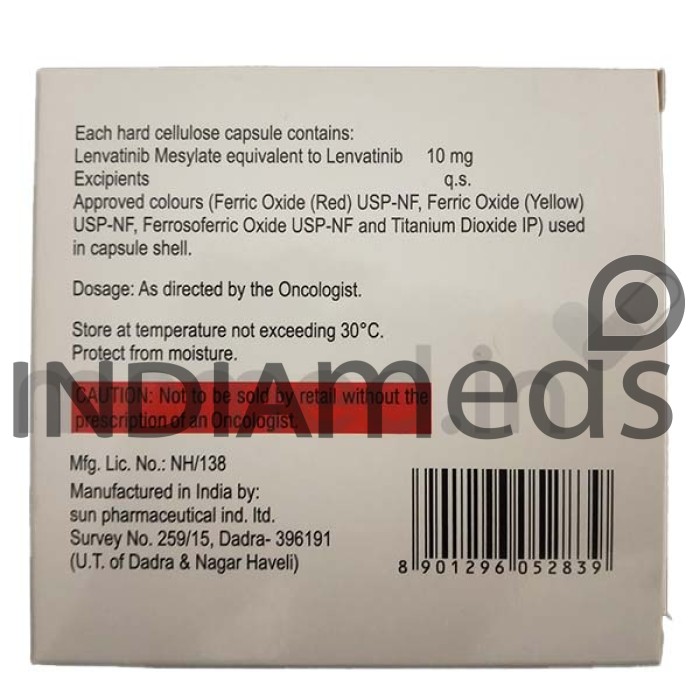 Each hard cellulose capsule contains:
Lenvatinib Mesylate equivalent to Lenvatinib 10 mg
Excipients q.s.
Approved colours (Ferric Oxide (Red) USP-NF, Ferric Oxide (Yellow)
USP-NF, Ferrosoferric Oxide USP-NF and Titanium Dioxide IP) used
in capsule shell.
Dosage: As directed by the Oncologist.
Store at temperature not exceeding 30°C.
Protect from moisture.
INDIAmeds
CAUTION: Not to be sold by retail without the
prescription of an Oncologist.
Mfg. Lic. No.: NH/138
Manufactured in India by:
sun pharmaceutical ind. ltd.
Survey No. 259/15, Dadra- 396191
(U.T. of Dadra & Nagar Haveli)
8 901296 052839